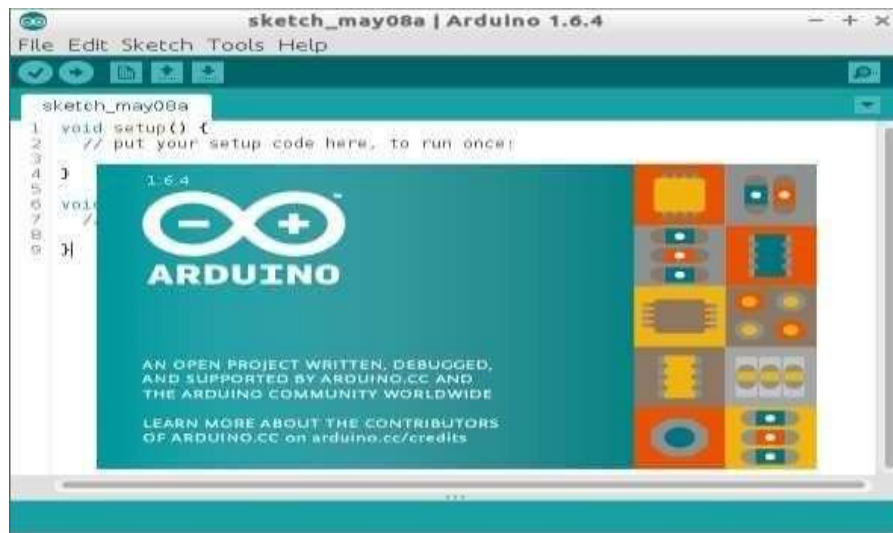 sketch_may08a | Arduino 1.6.4
File Edit Sketch Tools Help
sketch_may08a
1 void setup() {
2 // put your setup code here, to run once:
3
4 }
5
6 voi
7 /
8
9 }
1.6.4
ARDUINO
AN OPEN PROJECT WRITTEN, DEBUGGED,
AND SUPPORTED BY ARDUINO.CC AND
THE ARDUINO COMMUNITY WORLDWIDE
LEARN MORE ABOUT THE CONTRIBUTORS
OF ARDUINO.CC on arduino.cc/credits